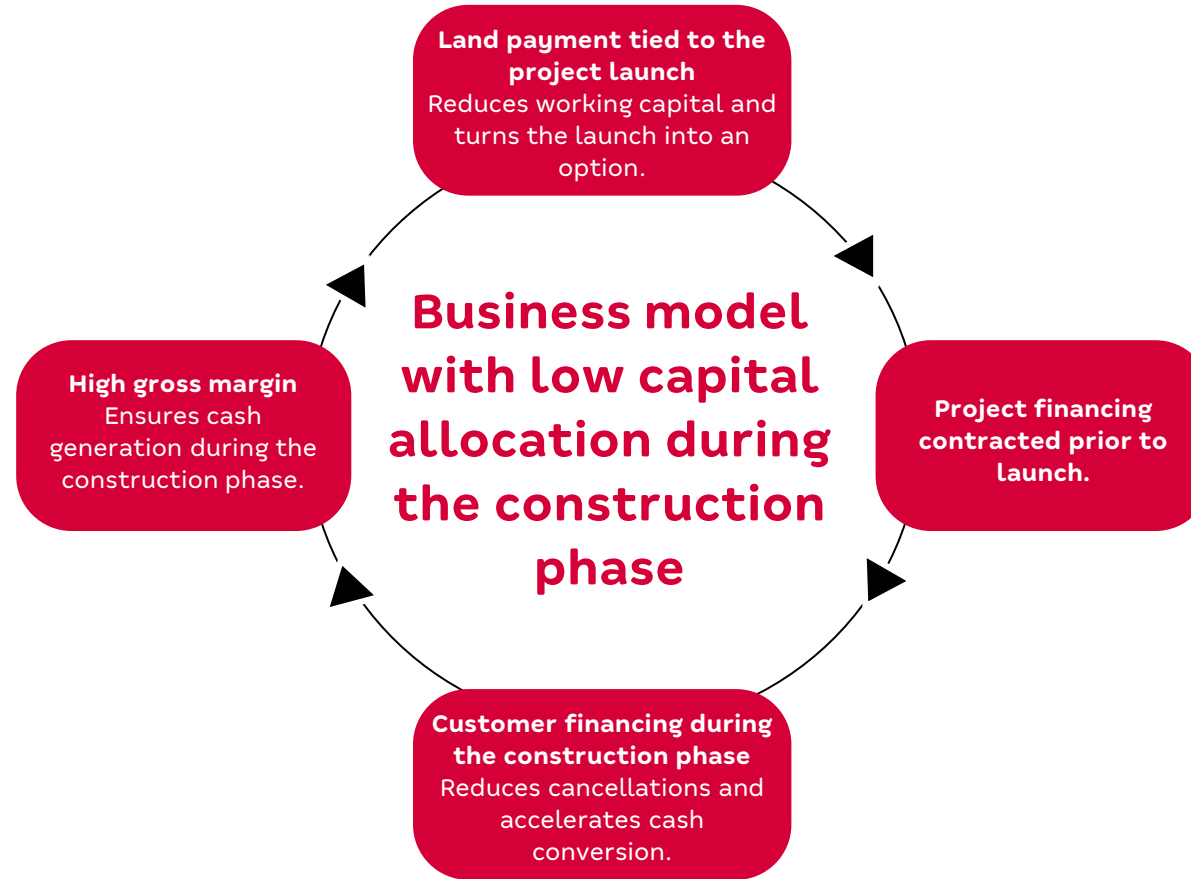 Land payment tied to the
project launch
Reduces working capital and
turns the launch into an
option.
Business model
with low capital
allocation during
the construction
phase
High gross margin
Ensures cash
generation during the
construction phase.
Project financing
contracted prior to
launch.
Customer financing during
the construction phase
Reduces cancellations and
accelerates cash
conversion.